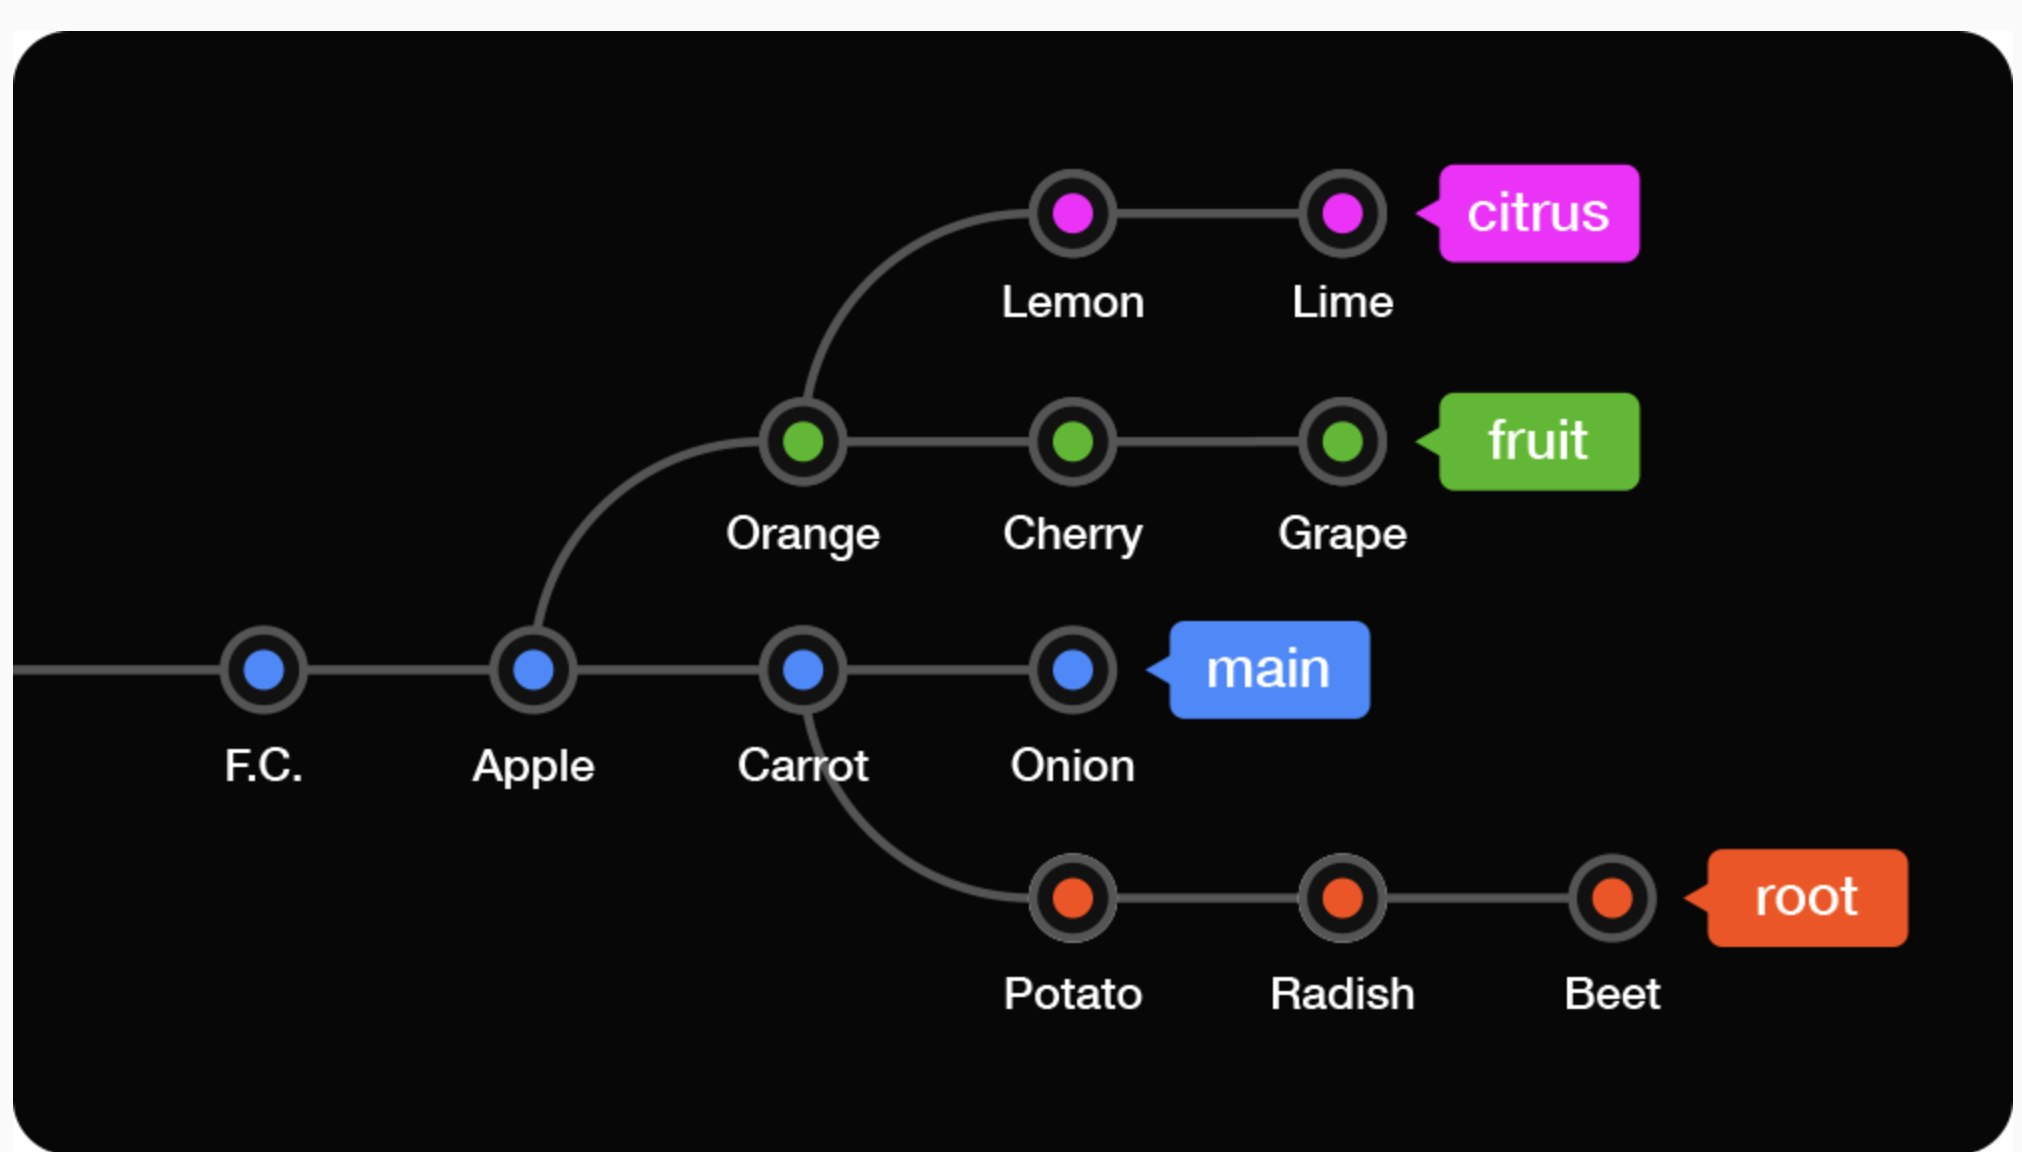 citrus
Lemon
Lime
fruit
Orange
Cherry
Grape
main
F.C.
Apple
Carrot
Onion
root
Potato
Radish
Beet